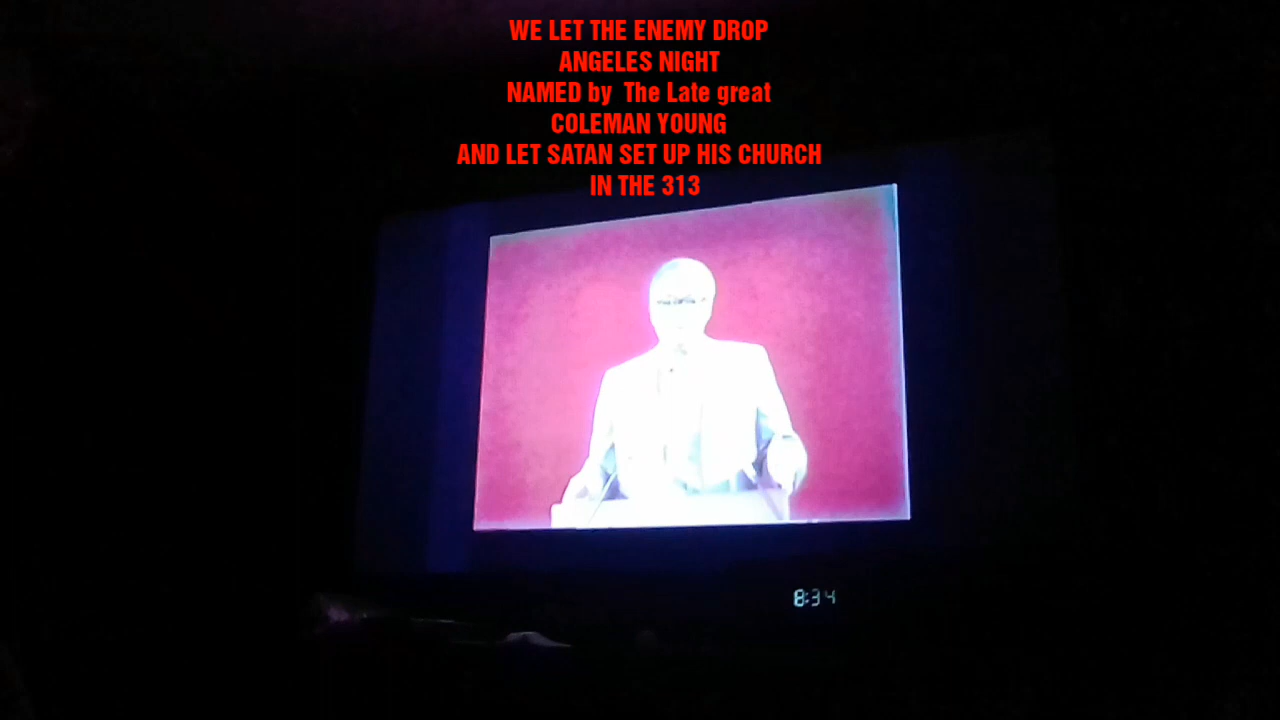 WE LET THE ENEMY DROP
ANGELES NIGHT
NAMED by The Late great
COLEMAN YOUNG
AND LET SATAN SET UP HIS CHURCH
IN THE 313
8:34